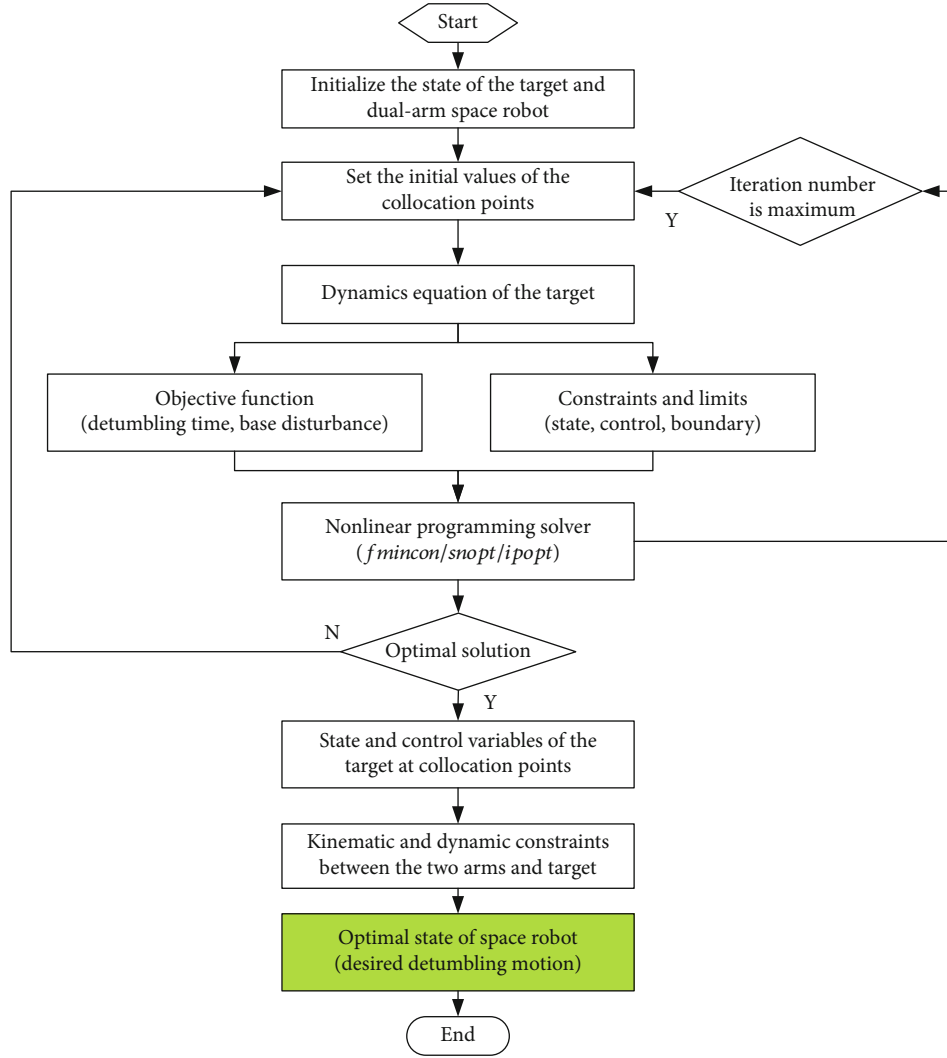 Start
Initialize the state of the target and
dual-arm space robot
Set the initial values of the
collocation points
Iteration number
is maximum
Y
Dynamics equation of the target
Objective function
(detumbling time, base disturbance)
Constraints and limits
(state, control, boundary)
Nonlinear programming solver
(fmincon/snopt/ipopt)
N
Optimal solution
Y
State and control variables of the
target at collocation points
Kinematic and dynamic constraints
between the two arms and target
Optimal state of space robot
(desired detumbling motion)
End